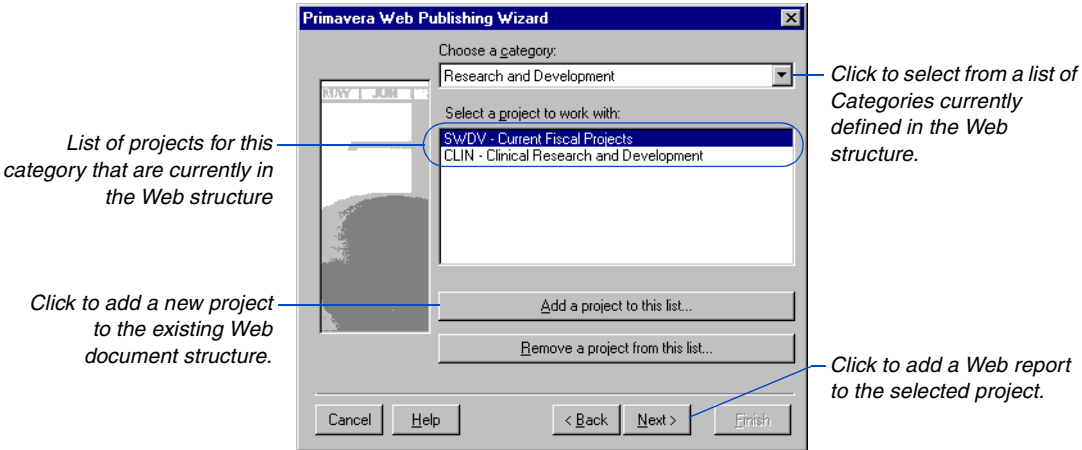 Primavera Web Publishing Wizard
Choose a category:
Research and Development
Click to select from a list of
Categories currently
defined in the Web
structure.
MAY JUN
Select a project to work with:
List of projects for this
category that are currently in
the Web structure
SWDV - Current Fiscal Projects
CLIN - Clinical Research and Development
Click to add a new project
to the existing Web
document structure.
Add a project to this list...
Remove a project from this list...
Click to add a Web report
to the selected project.
Cancel Help < Back Next > Finish